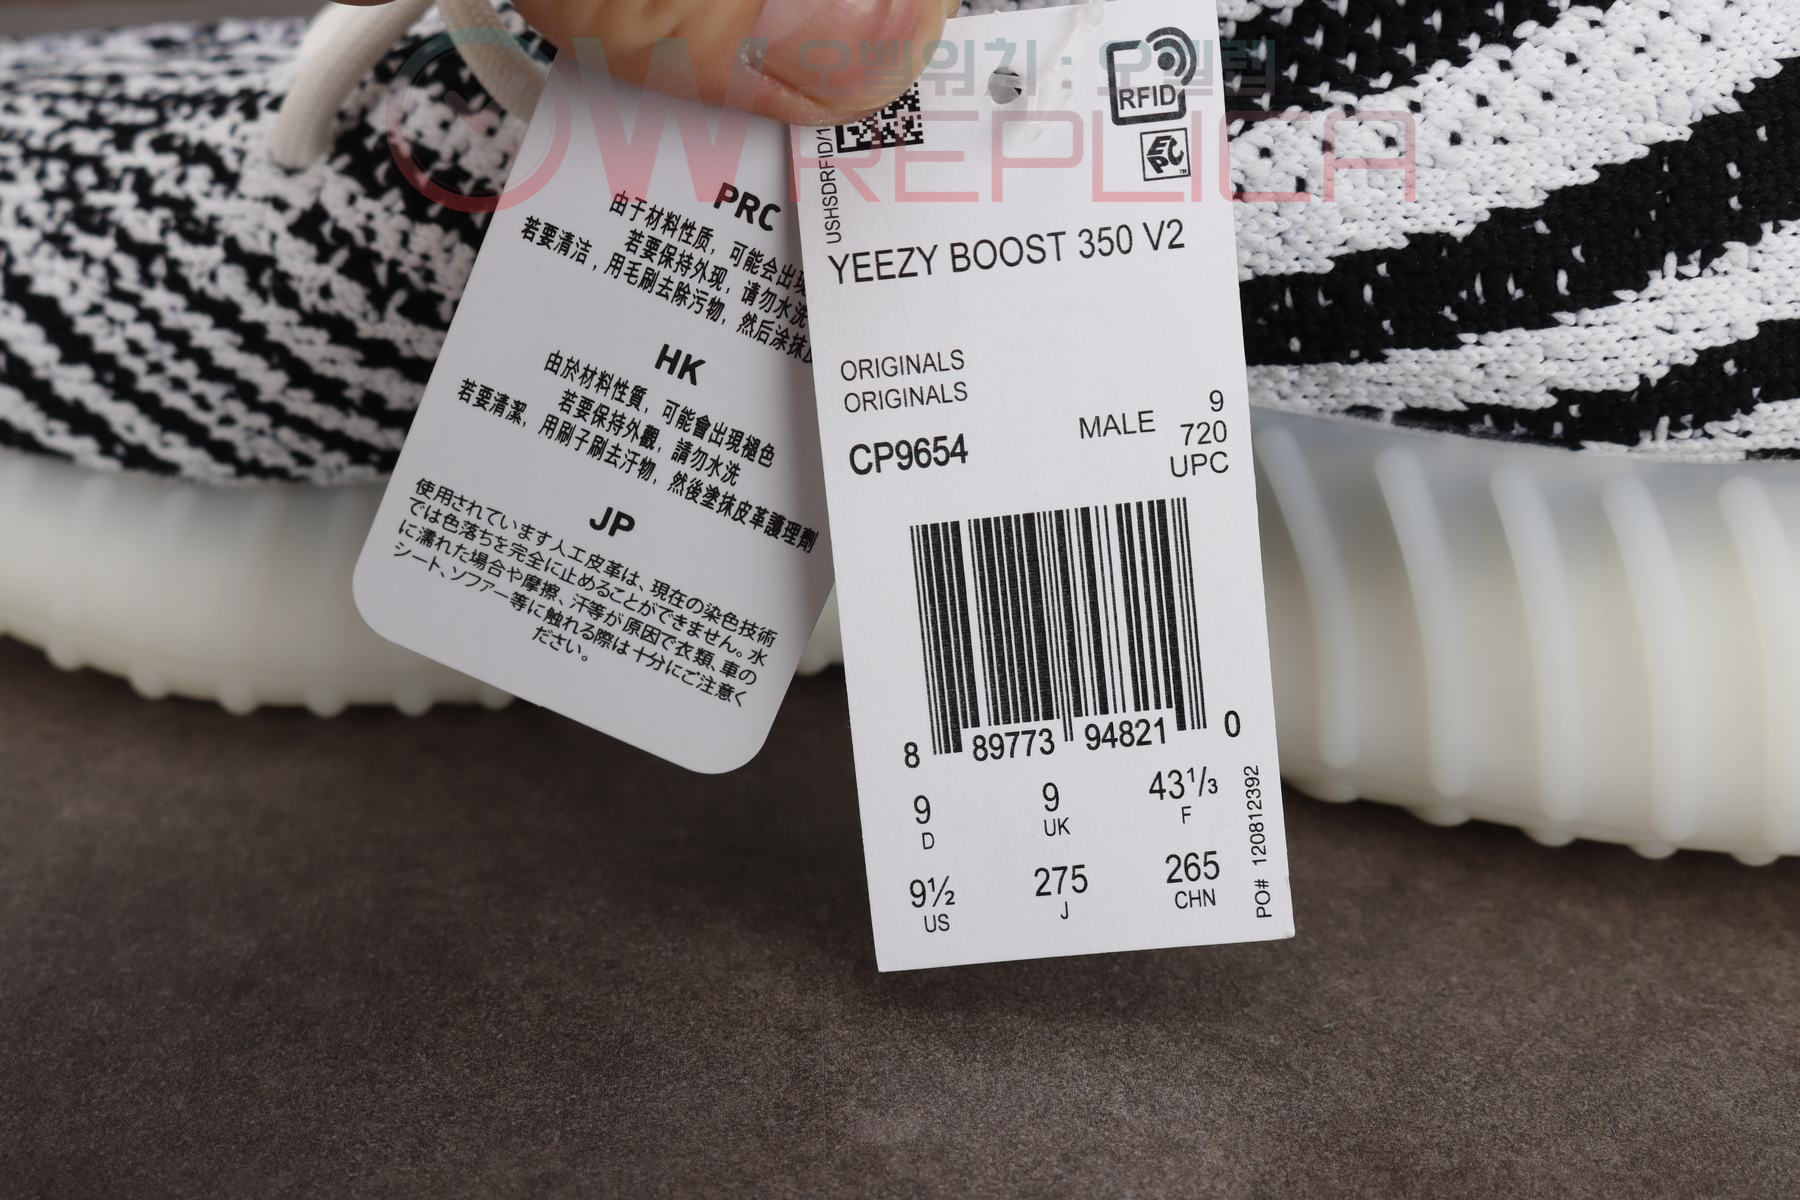 오벨워치 : 오벨렙
W REPLICA
PRC
由于材料性质, 可能会出现
若要保持外现, 请勿水洗
若要清洁, 用毛刷去除污物, 然后涂抹
HK
由於材料性質, 可能會出現褪色
若要保持外觀, 請勿水洗
若要清潔, 用刷子刷去汙物, 然後塗抹皮革護理劑
JP
使用されています人工皮革は、現在の染色技術
では色落ちを完全に止めることができません。水
に濡れた場合や摩擦、汗等が原因で衣類、車の
シート、ソファー等に触れる際は十分にご注意く
ださい。
RFID
EPC
TM
USHSDRFID/1
YEEZY BOOST 350 V2
ORIGINALS
ORIGINALS
CP9654
MALE
9
720
UPC
8 89773 94821 0
9 9 43⅓
D UK F
9½ 275 265
US J CHN
PO# 120812392